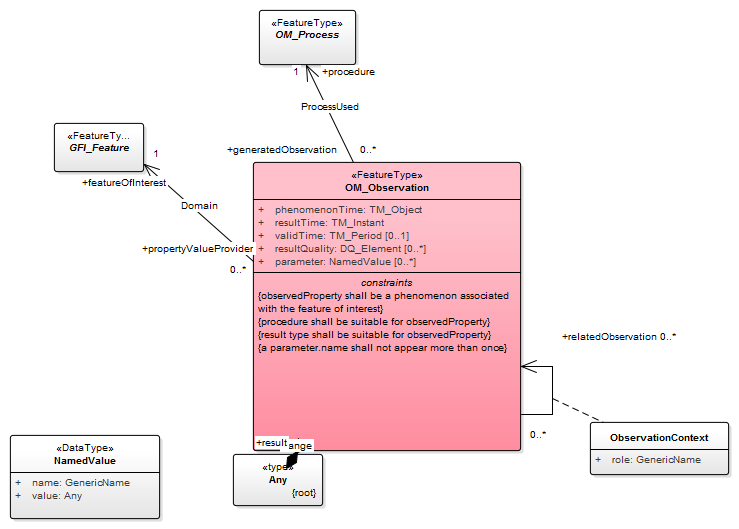 «FeatureType»
OM_Process
1
+procedure
ProcessUsed
+generatedObservation
0..*
«FeatureTy...
GFI_Feature
1
+featureOfInterest
Domain
+propertyValueProvider
0..*
«FeatureType»
OM_Observation
+ phenomenonTime: TM_Object
+ resultTime: TM_Instant
+ validTime: TM_Period [0..1]
+ resultQuality: DQ_Element [0..*]
+ parameter: NamedValue [0..*]
constraints
{observedProperty shall be a phenomenon associated
with the feature of interest}
{procedure shall be suitable for observedProperty}
{result type shall be suitable for observedProperty}
{a parameter.name shall not appear more than once}
+relatedObservation 0..*
0..*
ObservationContext
+ role: GenericName
+result
ange
«type»
Any
{root}
«DataType»
NamedValue
+ name: GenericName
+ value: Any